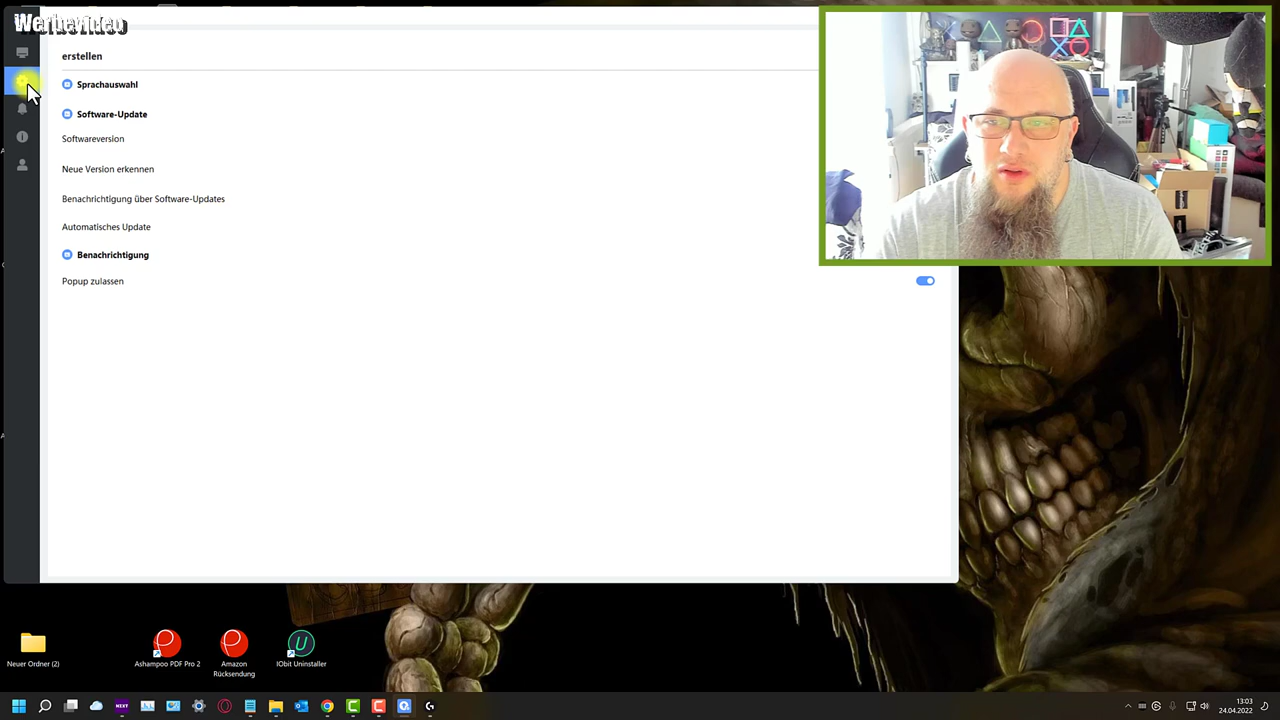 Werbevideo
erstellen
Sprachauswahl
Software-Update
Softwareversion
Neue Version erkennen
Benachrichtigung über Software-Updates
Automatisches Update
Benachrichtigung
Popup zulassen
Neuer Ordner (2)
Ashampoo PDF Pro 2
Amazon
Rücksendung
IObit Uninstaller
NEXT
13:03
24.04.2022